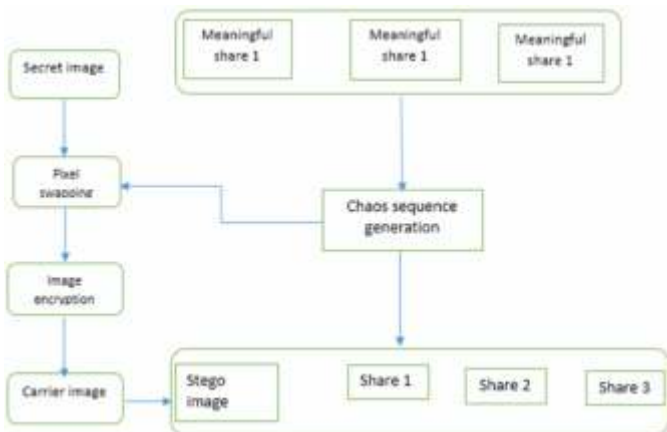 Meaningful
share 1
Meaningful
share 1
Meaningful
share 1
Secret image
Pixel
swapping
Chaos sequence
generation
Image
encryption
Carrier image
Stego
image
Share 1
Share 2
Share 3